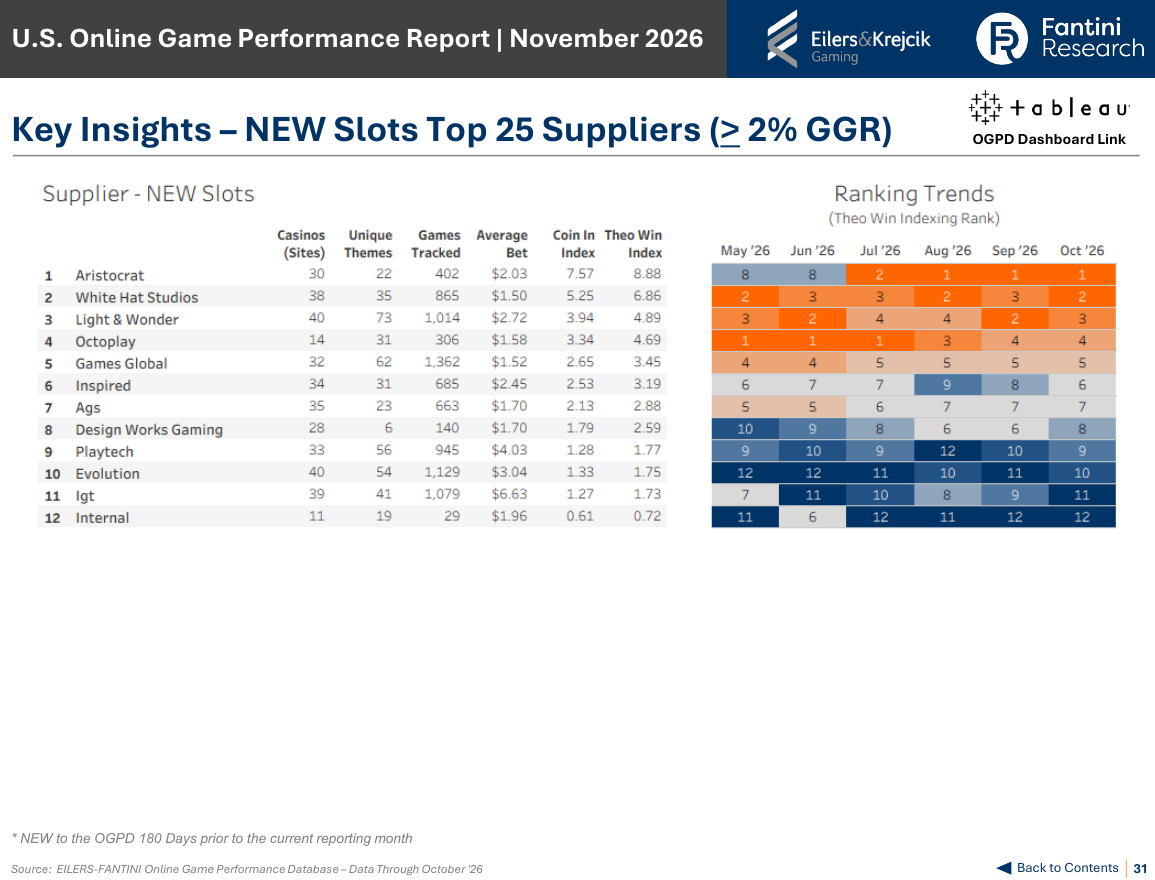 U.S. Online Game Performance Report | November 2026
Eilers&Krejcik
Gaming
Fantini
Research
Key Insights – NEW Slots Top 25 Suppliers (≥ 2% GGR)
+ a b l e a u
OGPD Dashboard Link
Supplier - NEW Slots
Casinos (Sites) Unique Themes Games Tracked Average Bet Coin In Index Theo Win Index
1 Aristocrat 30 22 402 $2.03 7.57 8.88
2 White Hat Studios 38 35 865 $1.50 5.25 6.86
3 Light & Wonder 40 73 1,014 $2.72 3.94 4.89
4 Octoplay 14 31 306 $1.58 3.34 4.69
5 Games Global 32 62 1,362 $1.52 2.65 3.45
6 Inspired 34 31 685 $2.45 2.53 3.19
7 Ags 35 23 663 $1.70 2.13 2.88
8 Design Works Gaming 28 6 140 $1.70 1.79 2.59
9 Playtech 33 56 945 $4.03 1.28 1.77
10 Evolution 40 54 1,129 $3.04 1.33 1.75
11 Igt 39 41 1,079 $6.63 1.27 1.73
12 Internal 11 19 29 $1.96 0.61 0.72
Ranking Trends
(Theo Win Indexing Rank)
May '26 Jun '26 Jul '26 Aug '26 Sep '26 Oct '26
8 8 2 1 1 1
2 3 3 2 3 2
3 2 4 4 2 3
1 1 1 3 4 4
4 4 5 5 5 5
6 7 7 9 8 6
5 5 6 7 7 7
10 9 8 6 6 8
9 10 9 12 10 9
12 12 11 10 11 10
7 11 10 8 9 11
11 6 12 11 12 12
* NEW to the OGPD 180 Days prior to the current reporting month
Source: EILERS-FANTINI Online Game Performance Database – Data Through October '26
Back to Contents 31